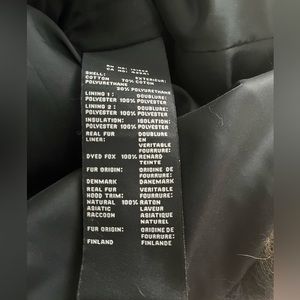 SHELL: EXTERIEUR:
COTTON 70% COTON
POLYURETHANE 30% POLYURETHANE
LINING 1 : DOUBLURE:
POLYESTER 100% POLYESTER
LINING 2 : DOUBLURE:
POLYESTER 100% POLYESTER
INSULATION: ISOLATION:
POLYESTER 100% POLYESTER
REAL FUR EN
LINER: VERITABLE
FOURRURE:
DYED FOX 100% RENARD
TEINTE
FUR ORIGIN: ORIGINE DE
FOURRURE:
DENMARK DANEMARK
REAL FUR VERITABLE
HOOD TRIM: FOURRURE:
NATURAL 100% RATON
ASIATIC LAVEUR
RACCOON ASIATIQUE
NATUREL
FUR ORIGIN: ORIGINE DE
FOURRURE:
FINLAND FINLANDE